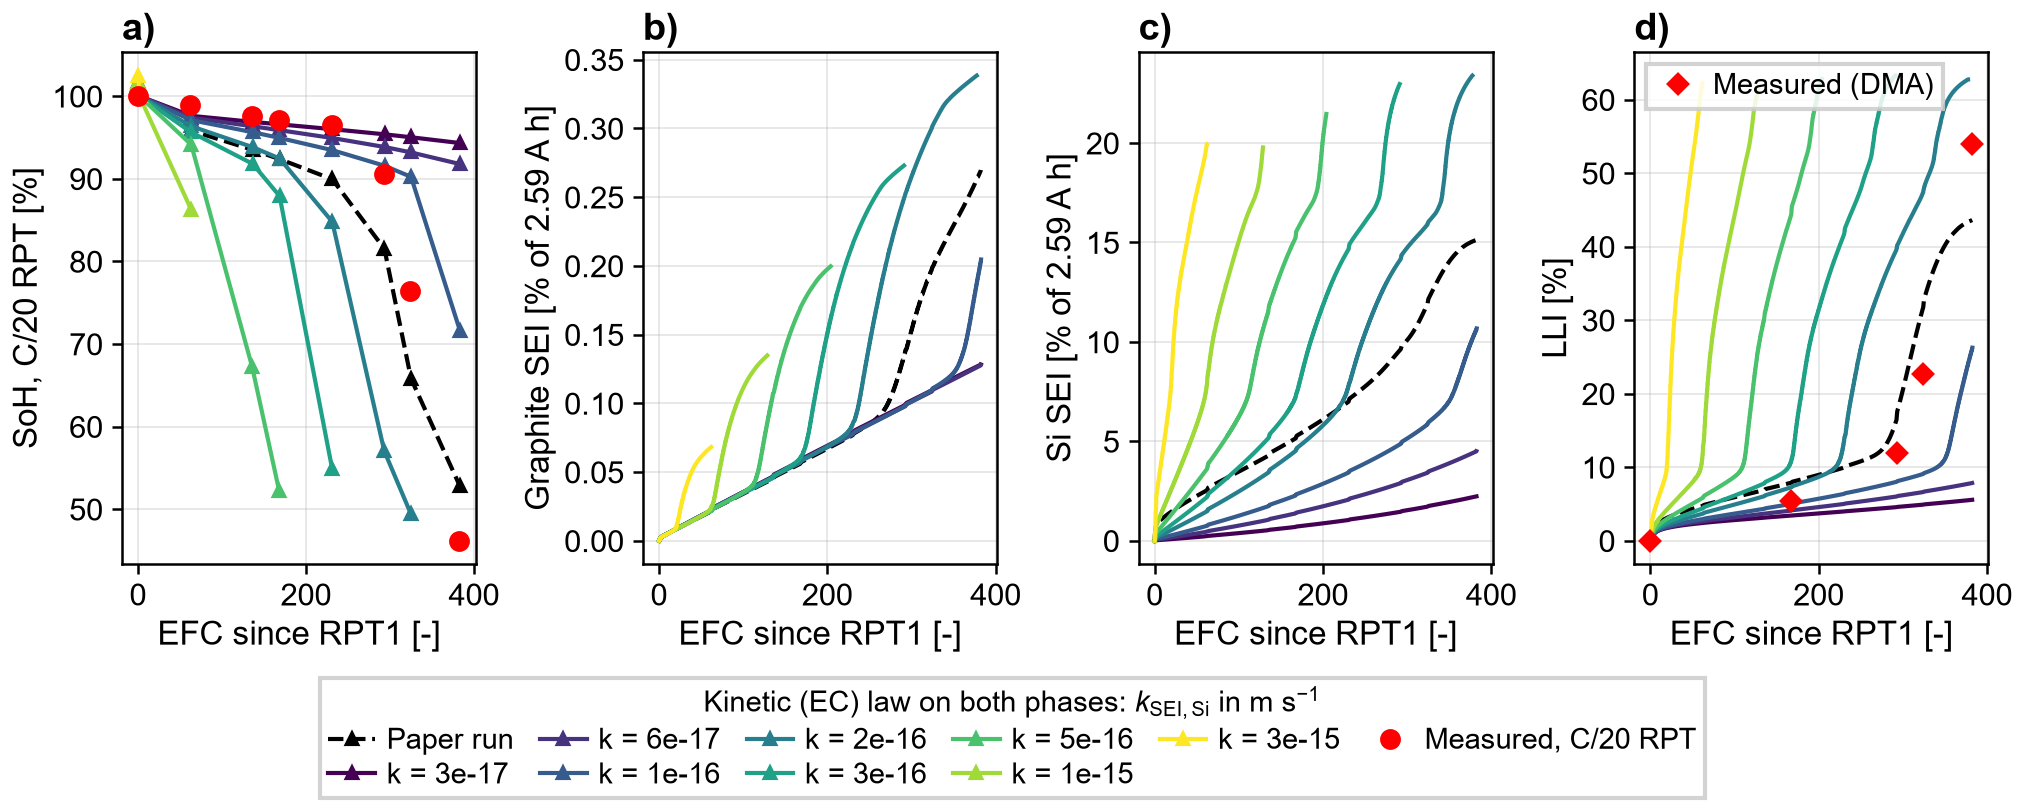 a)
b)
c)
d)
100
90
80
70
60
50
0
200
400
SoH, C/20 RPT [%]
EFC since RPT1 [-]
0.35
0.30
0.25
0.20
0.15
0.10
0.05
0.00
0
200
400
Graphite SEI [% of 2.59 A h]
EFC since RPT1 [-]
20
15
10
5
0
0
200
400
Si SEI [% of 2.59 A h]
EFC since RPT1 [-]
Measured (DMA)
60
50
40
30
20
10
0
0
200
400
LLI [%]
EFC since RPT1 [-]
Kinetic (EC) law on both phases: k_SEI, Si in m s⁻¹
Paper run k = 6e-17 k = 2e-16 k = 5e-16 k = 3e-15 Measured, C/20 RPT
k = 3e-17 k = 1e-16 k = 3e-16 k = 1e-15